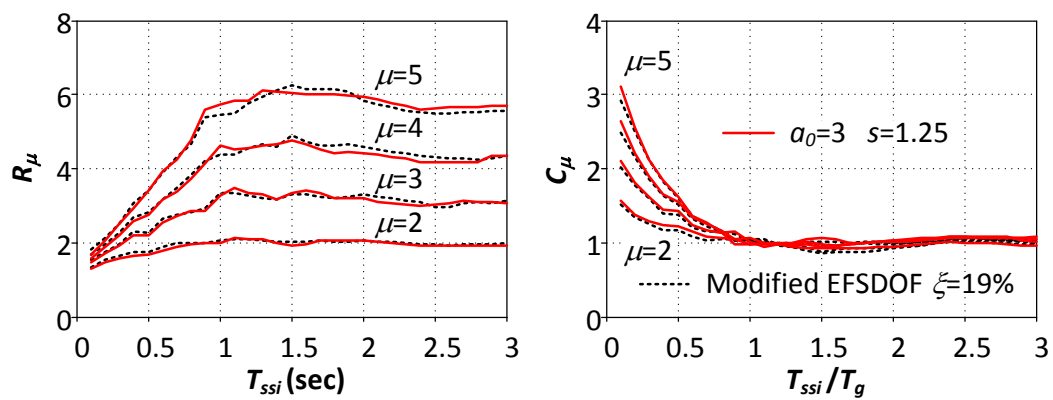 8
6
4
2
0
R_μ
μ=5
μ=4
μ=3
μ=2
0 0.5 1 1.5 2 2.5 3
T_ssi (sec)
4
3
2
1
0
C_μ
μ=5
a_0=3 s=1.25
μ=2
Modified EFSDOF ξ=19%
0 0.5 1 1.5 2 2.5 3
T_ssi/T_g